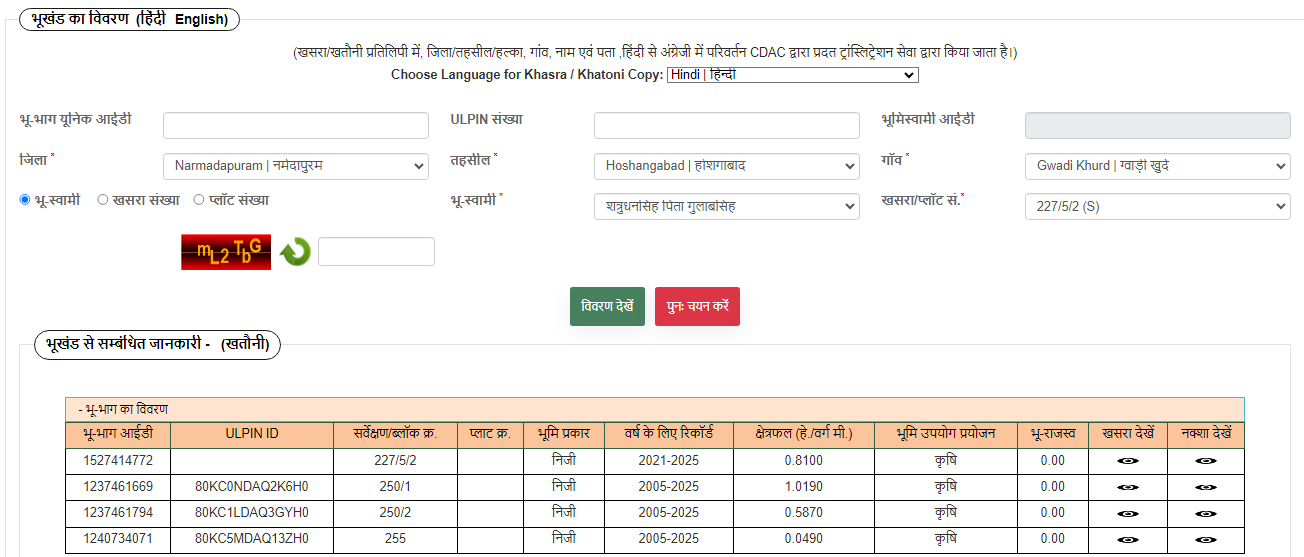 भूखंड का विवरण (हिंदी English)
(खसरा/खतौनी प्रतिलिपी में, जिला/तहसील/हल्का, गांव, नाम एवं पता ,हिंदी से अंग्रेजी में परिवर्तन CDAC द्वारा प्रदत ट्रांस्लिट्रेशन सेवा द्वारा किया जाता है।)
Choose Language for Khasra / Khatoni Copy: Hindi | हिन्दी
भू-भाग यूनिक आईडी ULPIN संख्या भूमिस्वामी आईडी
जिला * Narmadapuram | नर्मदापुरम तहसील * Hoshangabad | होशंगाबाद गाँव * Gwadi Khurd | ग्वाड़ी खुर्द
भू-स्वामी खसरा संख्या प्लॉट संख्या भू-स्वामी * शत्रुधनसिह पिता गुलाबसिह खसरा/प्लॉट सं.* 227/5/2 (S)
mL2TbG
विवरण देखें पुनः चयन करें
भूखंड से सम्बंधित जानकारी - (खतौनी)
- भू-भाग का विवरण
भू-भाग आईडी ULPIN ID सर्वेक्षण/ब्लॉक क्र. प्लाट क्र. भूमि प्रकार वर्ष के लिए रिकॉर्ड क्षेत्रफल (हे./वर्ग मी.) भूमि उपयोग प्रयोजन भू-राजस्व खसरा देखें नक्शा देखें
1527414772 227/5/2 निजी 2021-2025 0.8100 कृषि 0.00
1237461669 80KC0NDAQ2K6H0 250/1 निजी 2005-2025 1.0190 कृषि 0.00
1237461794 80KC1LDAQ3GYH0 250/2 निजी 2005-2025 0.5870 कृषि 0.00
1240734071 80KC5MDAQ13ZH0 255 निजी 2005-2025 0.0490 कृषि 0.00